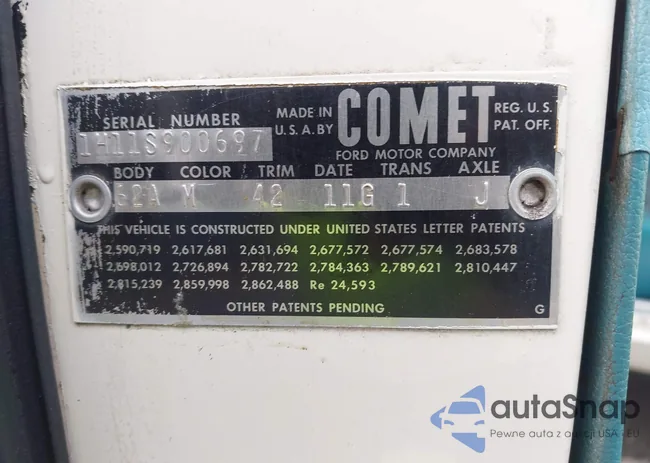 SERIAL NUMBER
MADE IN U.S.A. BY
COMET
REG. U.S. PAT. OFF.
1H11S900697
FORD MOTOR COMPANY
BODY COLOR TRIM DATE TRANS AXLE
62A M 42 11G 1 J
THIS VEHICLE IS CONSTRUCTED UNDER UNITED STATES LETTER PATENTS
2,590,719 2,617,681 2,631,694 2,677,572 2,677,574 2,683,578
2,698,012 2,726,894 2,782,722 2,784,363 2,789,621 2,810,447
2,815,239 2,859,998 2,862,488 Re 24,593
OTHER PATENTS PENDING
G
autaSnap
Pewne auta z aukcji USA - EU